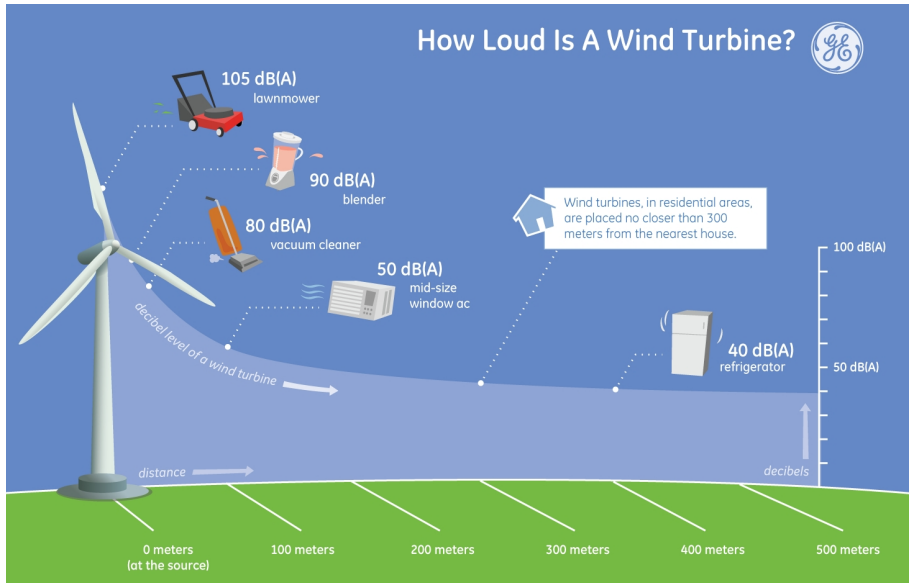 How Loud Is A Wind Turbine?
GE
105 dB(A)
lawnmower
90 dB(A)
blender
80 dB(A)
vacuum cleaner
50 dB(A)
mid-size
window ac
Wind turbines, in residential areas,
are placed no closer than 300
meters from the nearest house.
100 dB(A)
40 dB(A)
refrigerator
50 dB(A)
decibel level of a wind turbine
distance
decibels
0 meters
(at the source)
100 meters
200 meters
300 meters
400 meters
500 meters